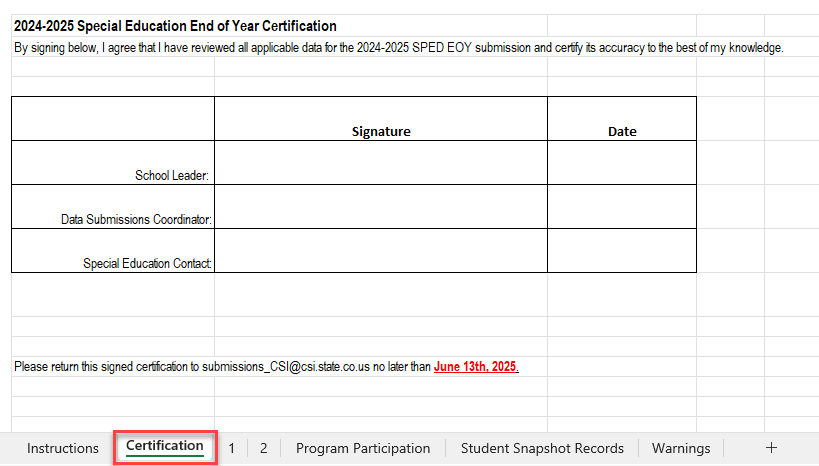 2024-2025 Special Education End of Year Certification
By signing below, I agree that I have reviewed all applicable data for the 2024-2025 SPED EOY submission and certify its accuracy to the best of my knowledge.
Signature Date
School Leader:
Data Submissions Coordinator:
Special Education Contact:
Please return this signed certification to submissions_CSI@csi.state.co.us no later than June 13th, 2025.
Instructions Certification 1 2 Program Participation Student Snapshot Records Warnings +